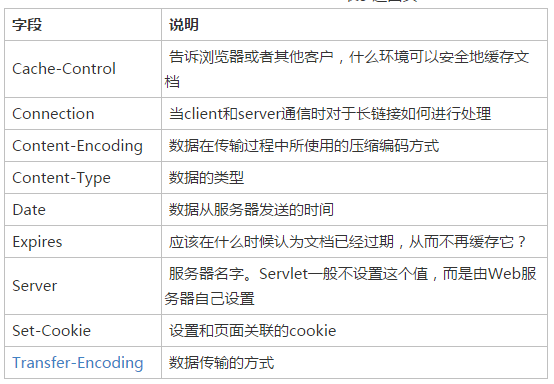 字段 说明
Cache-Control 告诉浏览器或者其他客户，什么环境可以安全地缓存文
档
Connection 当client和server通信时对于长链接如何进行处理
Content-Encoding 数据在传输过程中所使用的压缩编码方式
Content-Type 数据的类型
Date 数据从服务器发送的时间
Expires 应该在什么时候认为文档已经过期，从而不再缓存它？
Server 服务器名字。Servlet一般不设置这个值，而是由Web服
务器自己设置
Set-Cookie 设置和页面关联的cookie
Transfer-Encoding 数据传输的方式